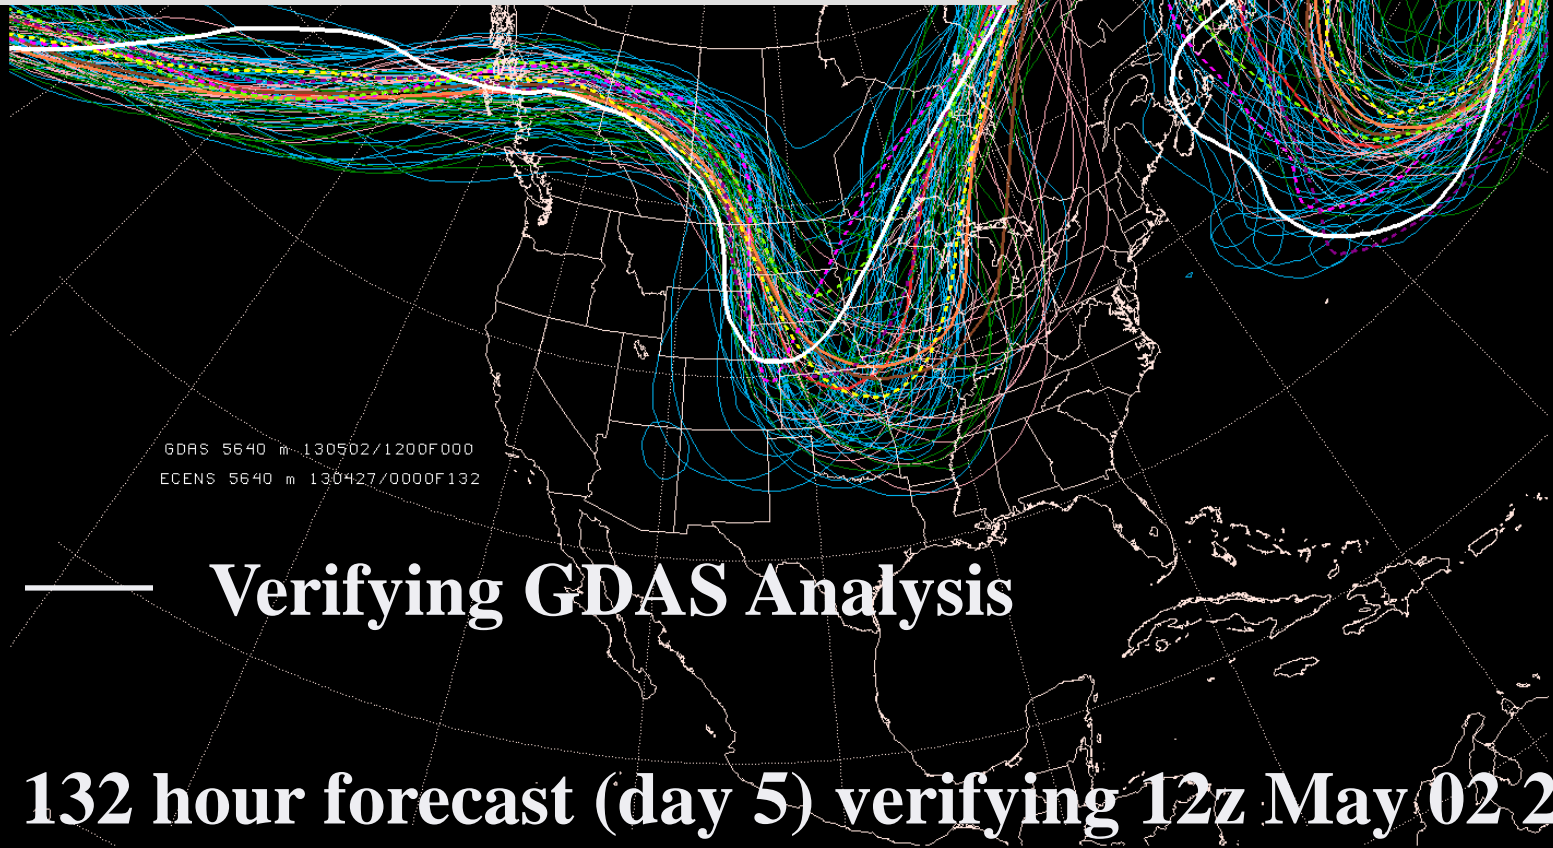 GDAS 5640 m 130502/1200F000
ECENS 5640 m 130427/0000F132
Verifying GDAS Analysis
132 hour forecast (day 5) verifying 12z May 02 2